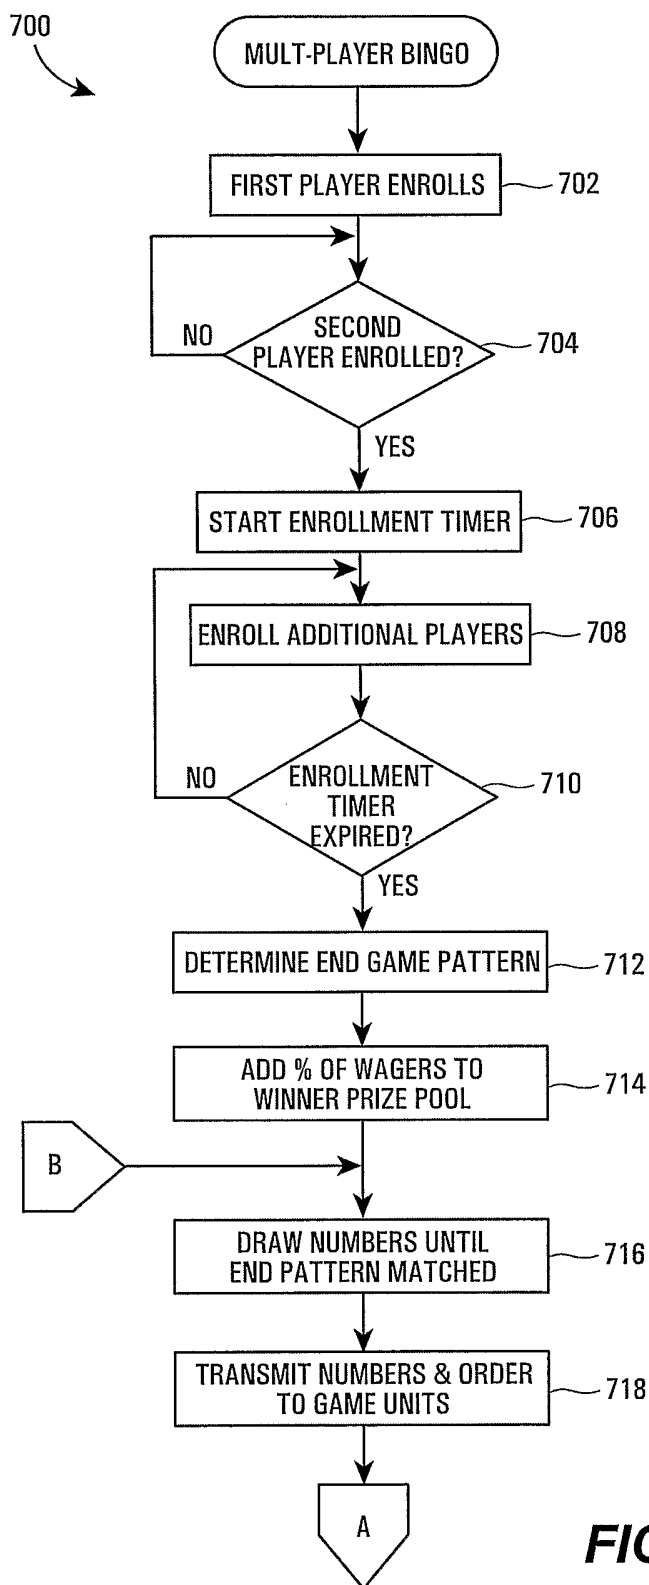 700
MULT-PLAYER BINGO
FIRST PLAYER ENROLLS
702
SECOND
PLAYER ENROLLED?
704
NO
YES
START ENROLLMENT TIMER
706
ENROLL ADDITIONAL PLAYERS
708
ENROLLMENT
TIMER
EXPIRED?
710
NO
YES
DETERMINE END GAME PATTERN
712
ADD % OF WAGERS TO
WINNER PRIZE POOL
714
B
DRAW NUMBERS UNTIL
END PATTERN MATCHED
716
TRANSMIT NUMBERS & ORDER
TO GAME UNITS
718
A
FIG